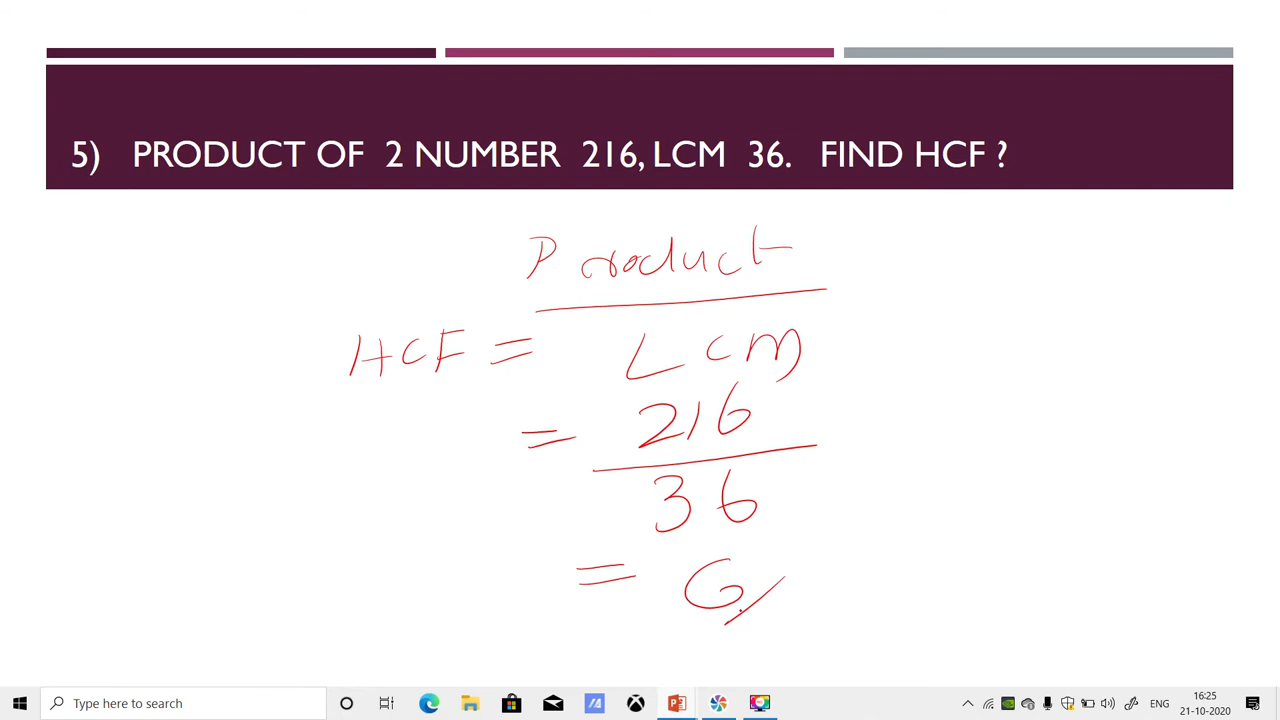 5) PRODUCT OF 2 NUMBER 216, LCM 36. FIND HCF ?
Product
HCF = LCM
= 216
36
= 6
Type here to search
ENG
16:25
21-10-2020